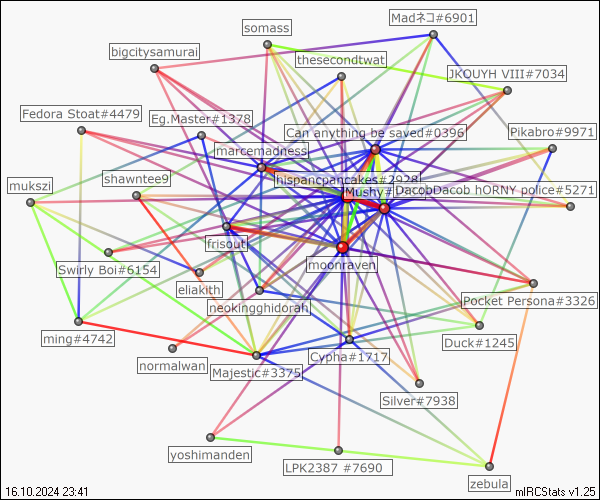 somass
Madネコ#6901
bigcitysamurai
thesecondtwat
JKOUYH VIII#7034
Fedora Stoat#4479
Eg.Master#1378
Can anything be saved#0396
Pikabro#9971
marcemadness
mukszi
shawntee9
hispancpancakes#2928
Mushy#
DacobDacob hORNY police#5271
frisout
moonraven
Swirly Boi#6154
eliakith
neokingghidorah
Pocket Persona#3326
ming#4742
normalwan
Majestic#3375
Cypha#1717
Duck#1245
Silver#7938
yoshimanden
LPK2387 #7690
zebula
16.10.2024 23:41
mIRCStats v1.25